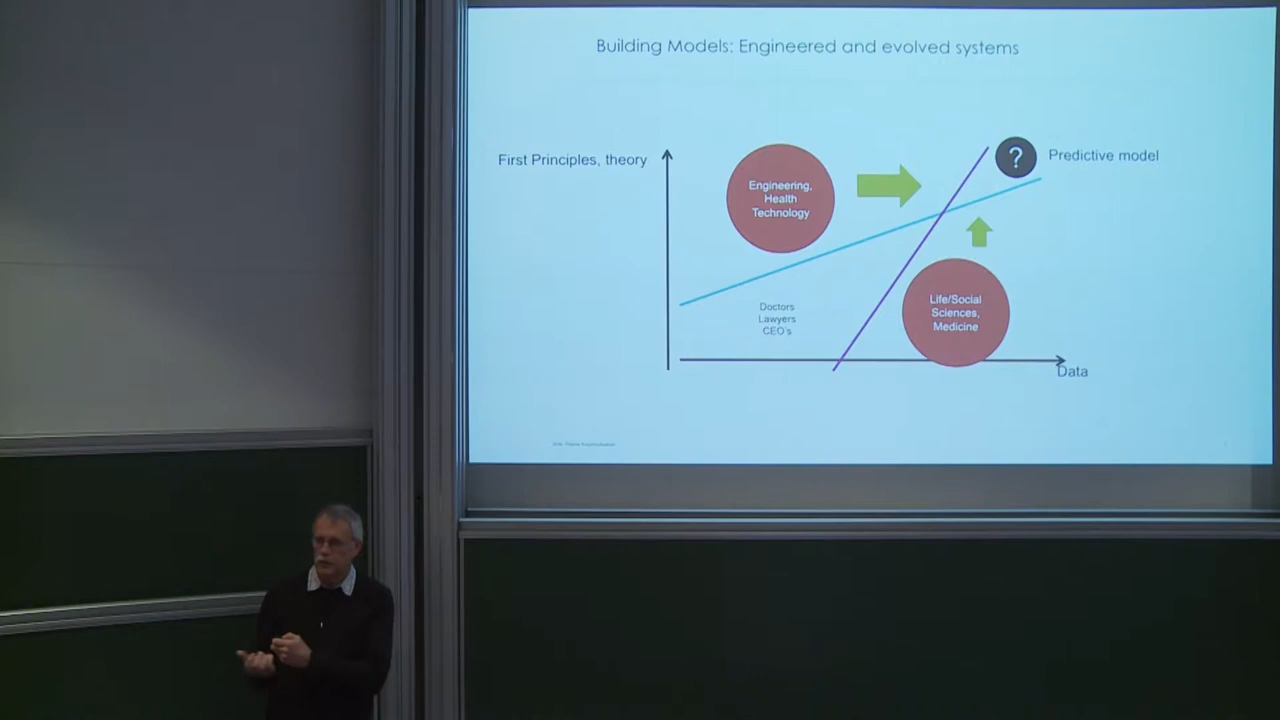 Building Models: Engineered and evolved systems
First Principles, theory
Engineering,
Health
Technology
?
Predictive model
Doctors
Lawyers
CEO's
Life/Social
Sciences,
Medicine
Data